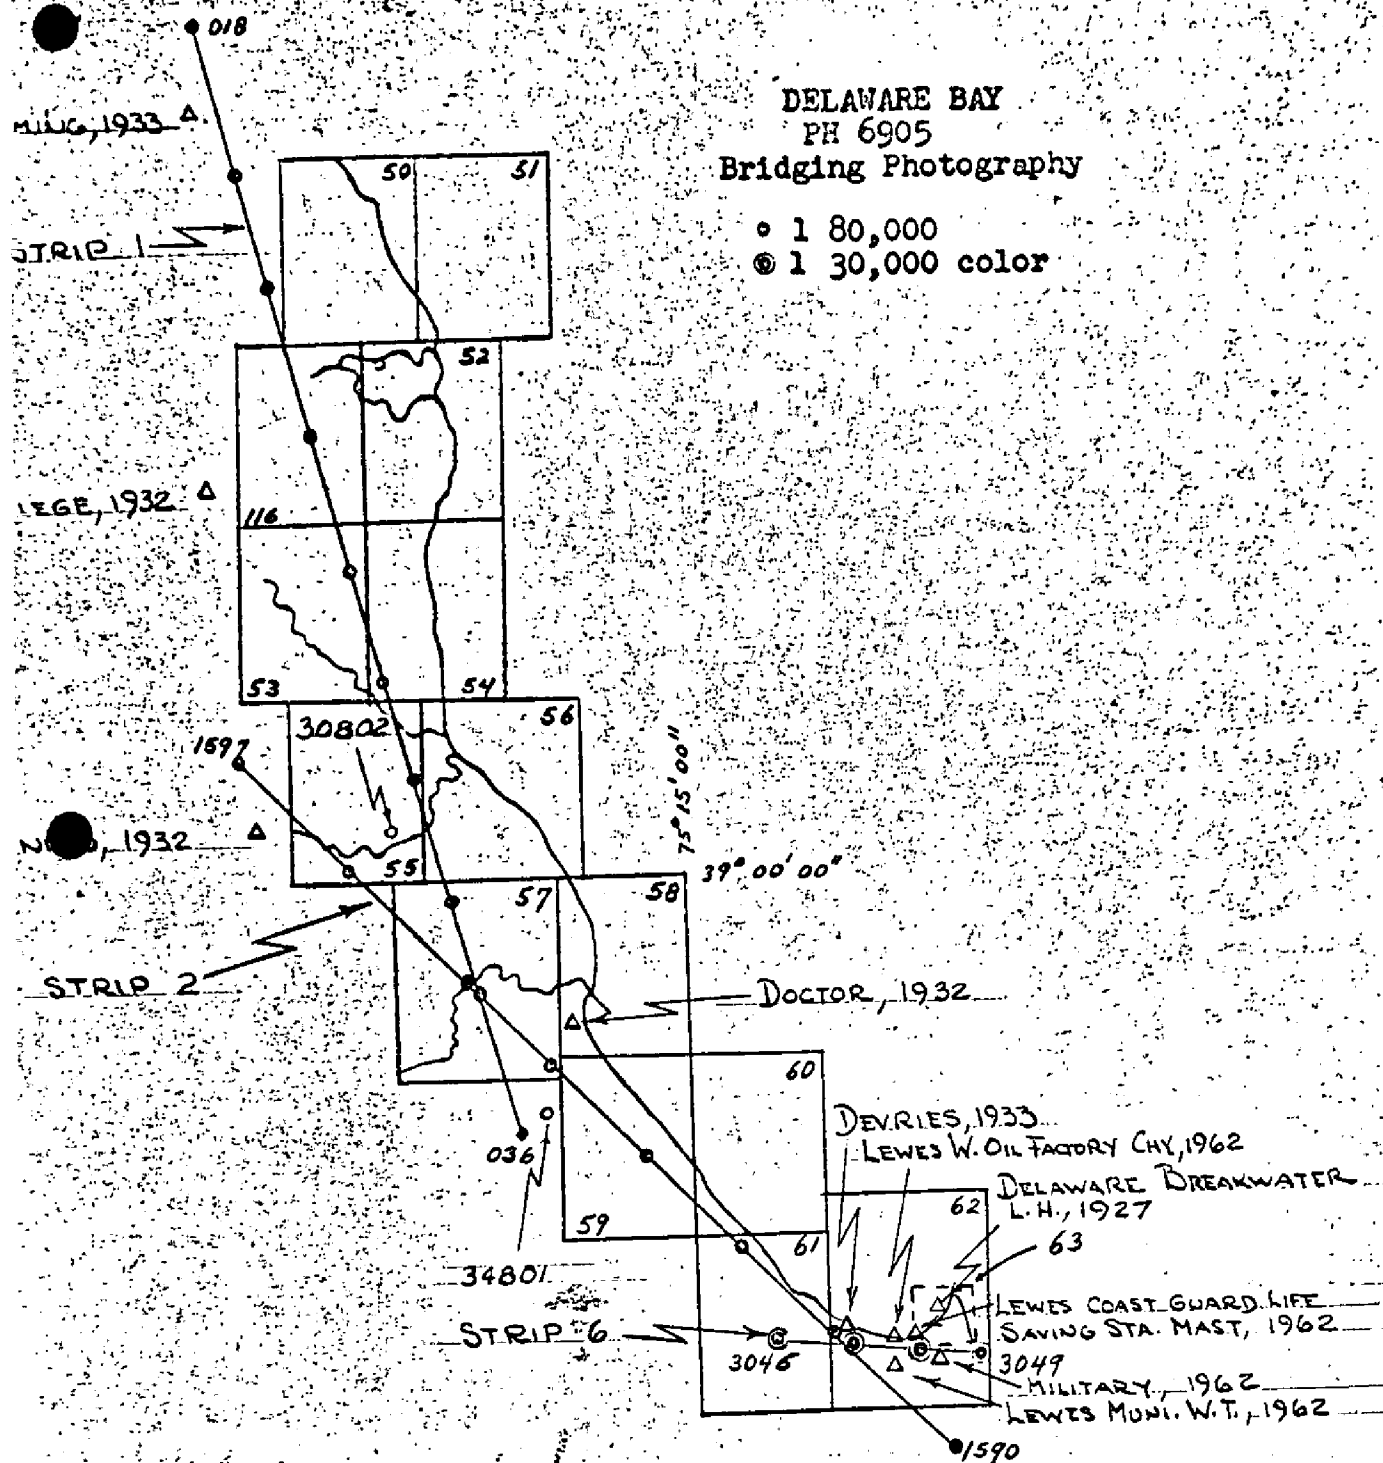 018
DELAWARE BAY
PH 6905
Bridging Photography
1 80,000
1 30,000 color
MING, 1933
50
51
STRIP 1
52
LEGE, 1932
116
53
54
56
30802
1597
75° 15' 00"
, 1932
55
39° 00' 00"
57
58
STRIP 2
DOCTOR, 1932
60
036
DEVRIES, 1933
LEWES W. OIL FACTORY CHY, 1962
DELAWARE BREAKWATER
L.H., 1927
62
59
61
63
34801
LEWES COAST GUARD LIFE
SAVING STA. MAST, 1962
STRIP 6
3046
3049
MILITARY, 1962
LEWES MUNI. W.T., 1962
1590